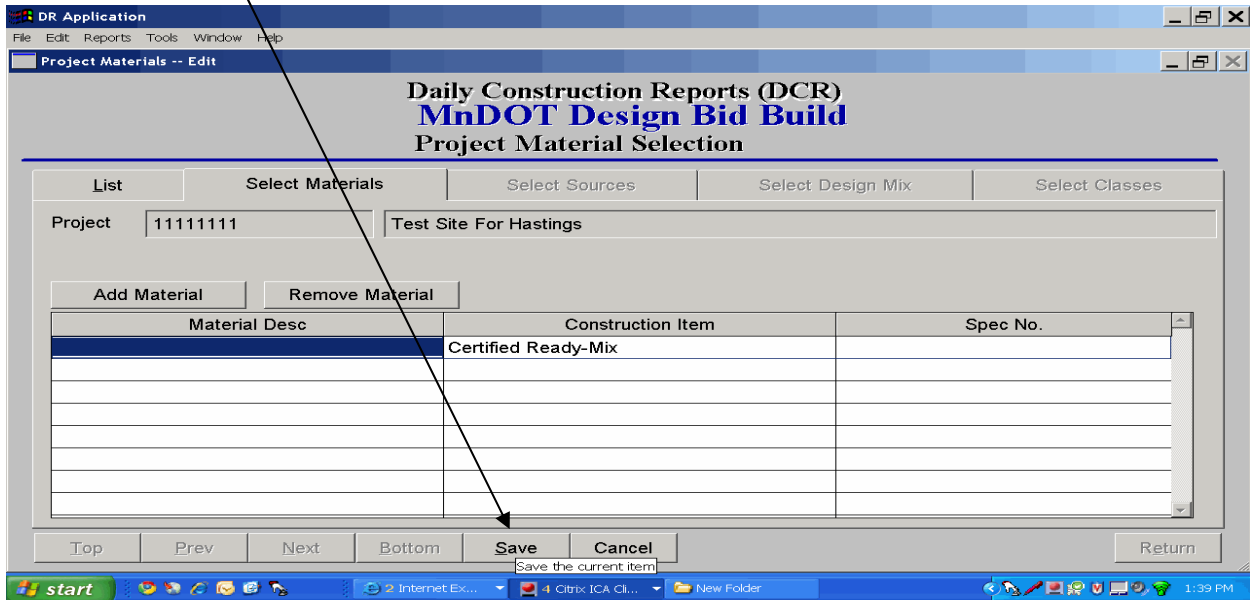 DR Application
File Edit Reports Tools Window Help
Project Materials -- Edit
Daily Construction Reports (DCR)
MnDOT Design Bid Build
Project Material Selection
List Select Materials Select Sources Select Design Mix Select Classes
Project 11111111 Test Site For Hastings
Add Material Remove Material
Material Desc Construction Item Spec No.
Certified Ready-Mix
Top Prev Next Bottom Save Cancel Return
Save the current item
start 2 Internet Ex... 4 Citrix ICA Cli... New Folder 1:39 PM